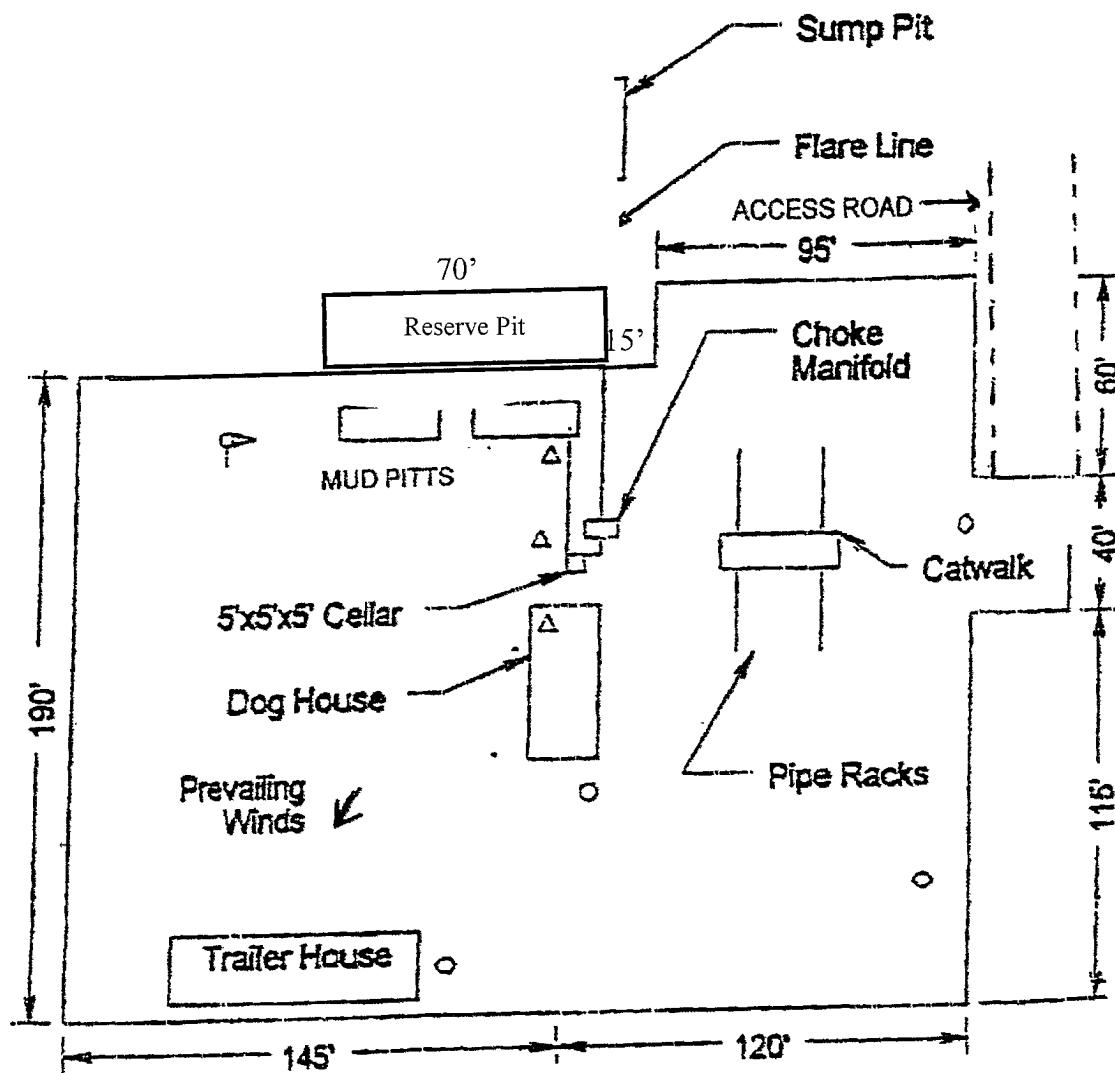 Sump Pit
Flare Line
ACCESS ROAD
95'
70'
Reserve Pit
15'
Choke
Manifold
60'
MUD PITTS
40'
Catwalk
5'x5'x5' Cellar
Dog House
190'
Pipe Racks
115'
Prevailing
Winds
Trailer House
145'
120'